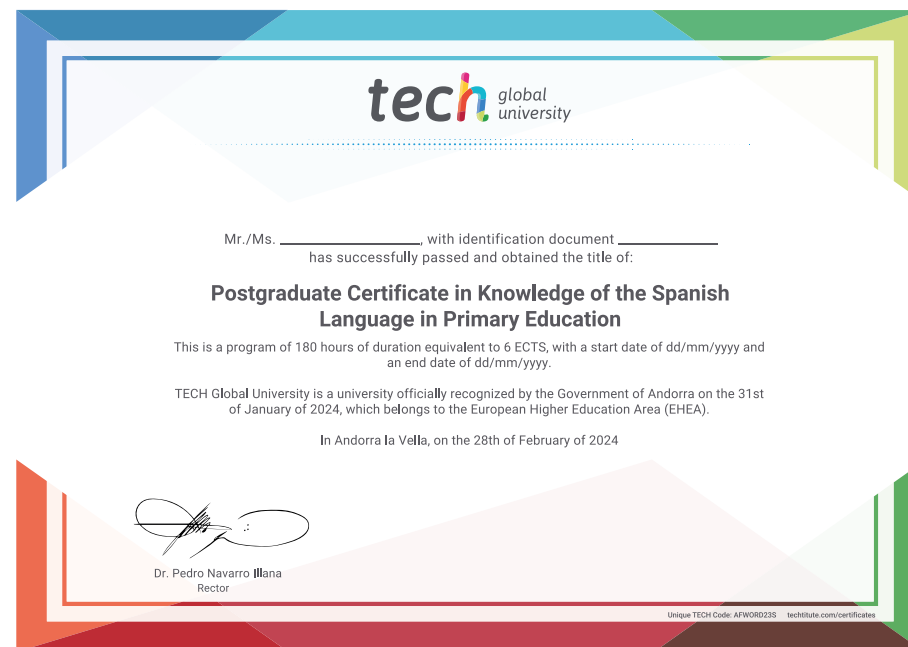 tech global university
Mr./Ms. ____________________, with identification document ______________
has successfully passed and obtained the title of:
Postgraduate Certificate in Knowledge of the Spanish
Language in Primary Education
This is a program of 180 hours of duration equivalent to 6 ECTS, with a start date of dd/mm/yyyy and
an end date of dd/mm/yyyy.
TECH Global University is a university officially recognized by the Government of Andorra on the 31st
of January of 2024, which belongs to the European Higher Education Area (EHEA).
In Andorra la Vella, on the 28th of February of 2024
Dr. Pedro Navarro Illana
Rector
Unique TECH Code: AFWORD23S techtitute.com/certificates